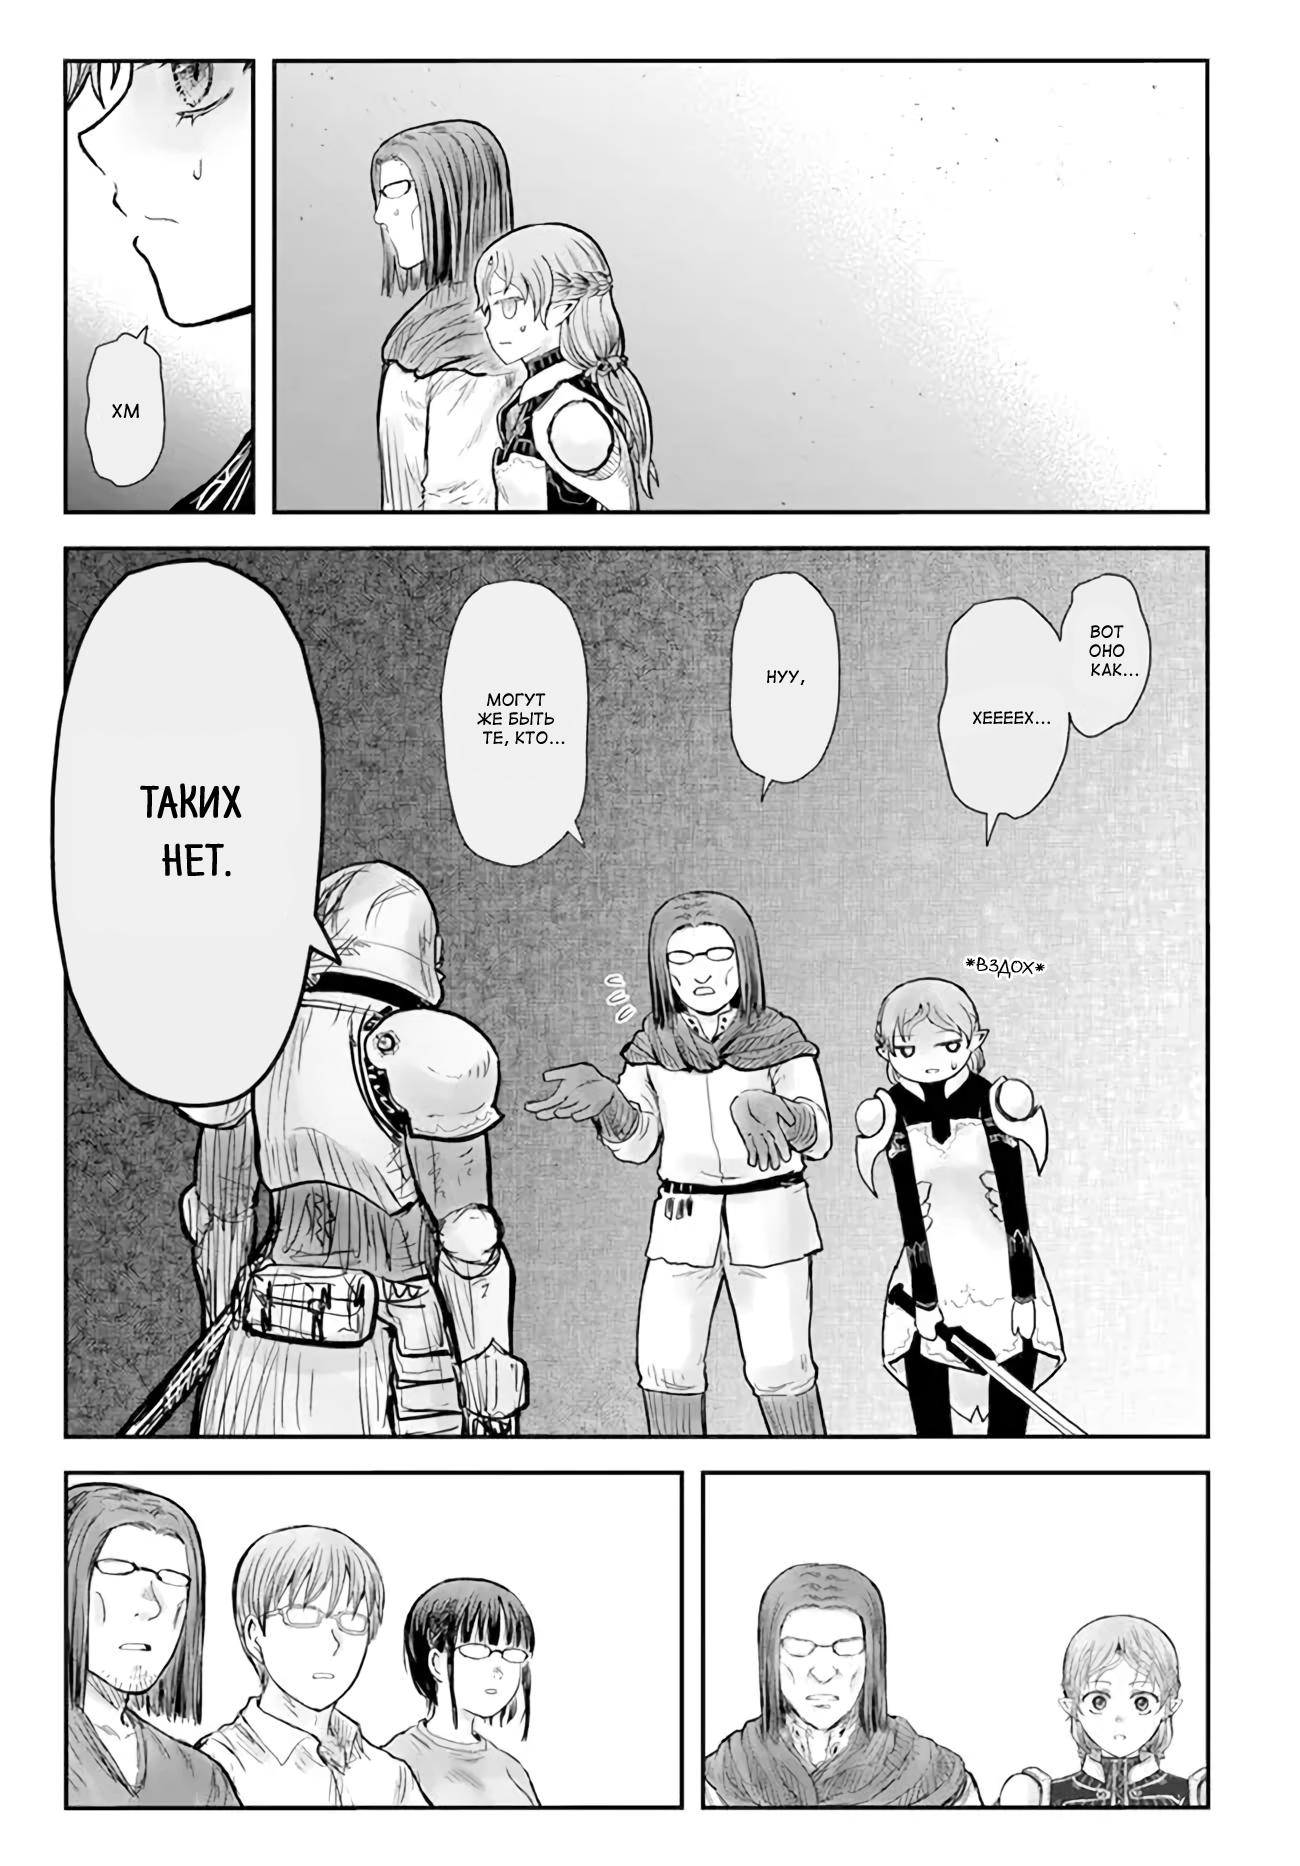 ХМ
ВОТ
ОНО
КАК...
ХЕЕЕЕХ...
*ВЗДОХ*
НУУ,
МОГУТ
ЖЕ БЫТЬ
ТЕ, КТО...
ТАКИХ
НЕТ.